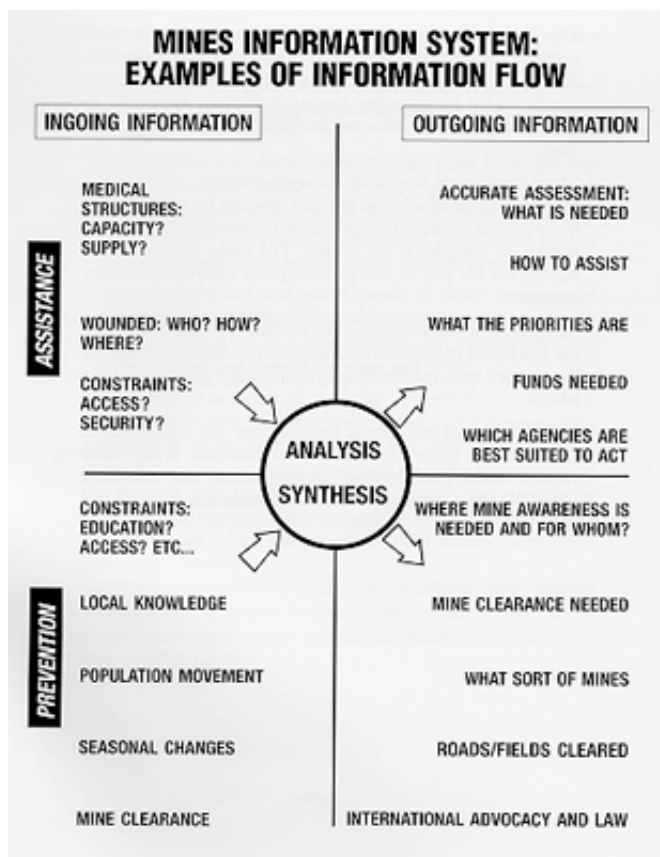 MINES INFORMATION SYSTEM:
EXAMPLES OF INFORMATION FLOW
INGOING INFORMATION
OUTGOING INFORMATION
ASSISTANCE
MEDICAL
STRUCTURES:
CAPACITY?
SUPPLY?
WOUNDED: WHO? HOW?
WHERE?
CONSTRAINTS:
ACCESS?
SECURITY?
ACCURATE ASSESSMENT:
WHAT IS NEEDED
HOW TO ASSIST
WHAT THE PRIORITIES ARE
FUNDS NEEDED
WHICH AGENCIES ARE
BEST SUITED TO ACT
ANALYSIS
SYNTHESIS
PREVENTION
CONSTRAINTS:
EDUCATION?
ACCESS? ETC...
LOCAL KNOWLEDGE
POPULATION MOVEMENT
SEASONAL CHANGES
MINE CLEARANCE
WHERE MINE AWARENESS IS
NEEDED AND FOR WHOM?
MINE CLEARANCE NEEDED
WHAT SORT OF MINES
ROADS/FIELDS CLEARED
INTERNATIONAL ADVOCACY AND LAW